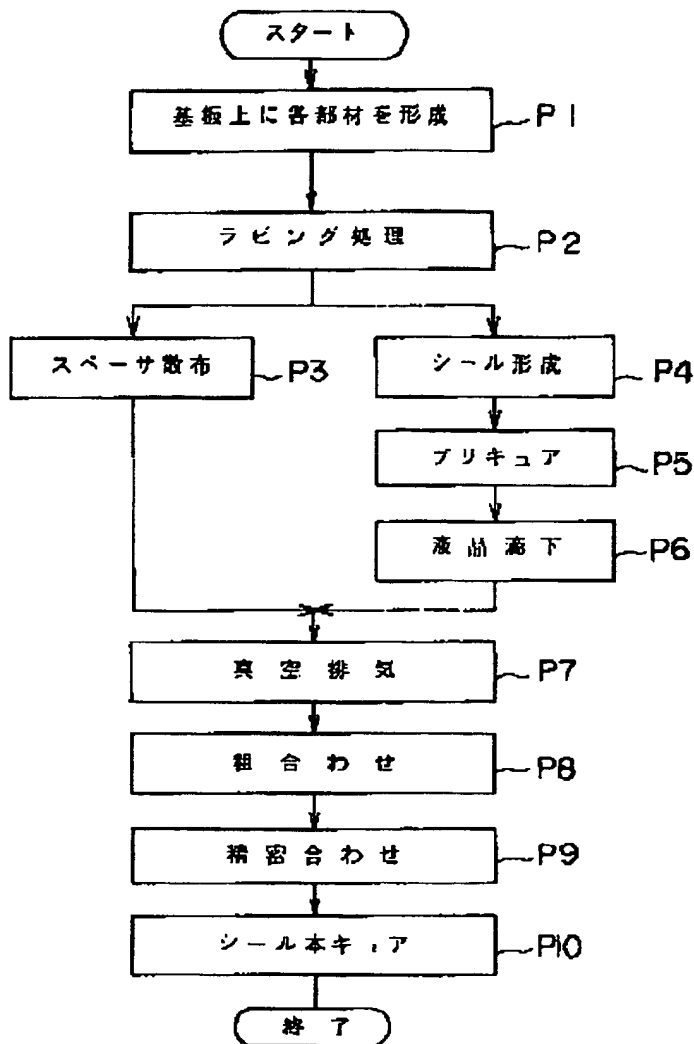 スタート
基板上に各部材を形成
P1
ラビング処理
P2
スペーサ散布
P3
シール形成
P4
プリキュア
P5
液晶滴下
P6
真空排気
P7
粗合わせ
P8
精密合わせ
P9
シール本キュア
P10
終了